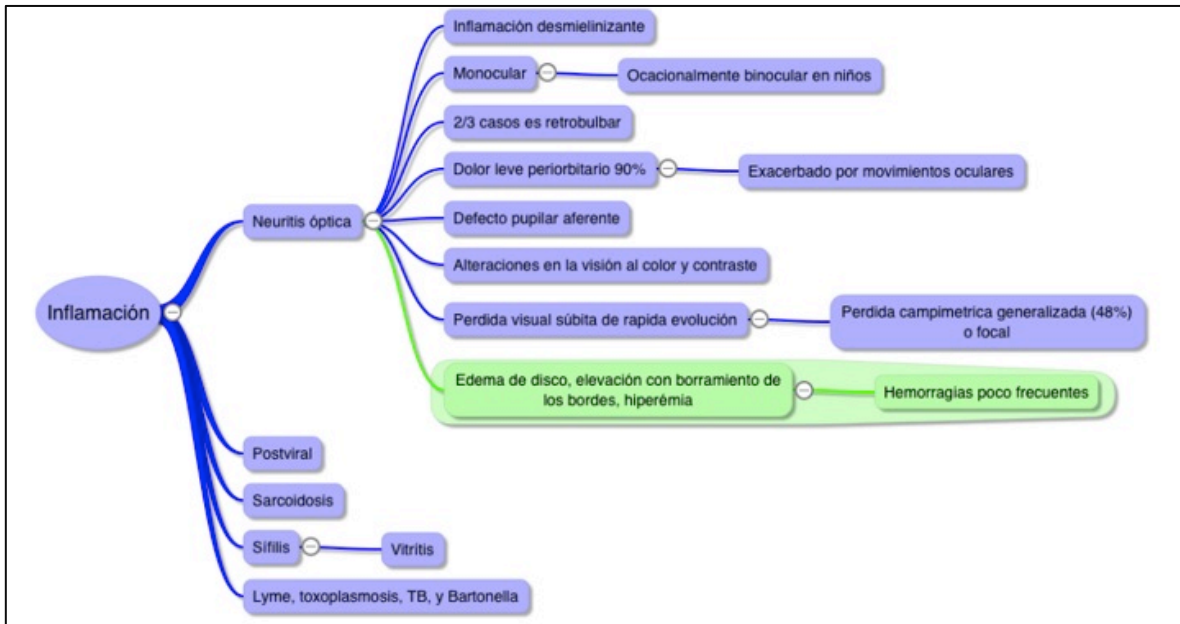 Inflamación desmielinizante
Monocular
Ocacionalmente binocular en niños
2/3 casos es retrobulbar
Dolor leve periorbitario 90%
Exacerbado por movimientos oculares
Neuritis óptica
Defecto pupilar aferente
Alteraciones en la visión al color y contraste
Inflamación
Perdida visual súbita de rapida evolución
Perdida campimetrica generalizada (48%)
o focal
Edema de disco, elevación con borramiento de
los bordes, hiperémia
Hemorragias poco frecuentes
Postviral
Sarcoidosis
Sífilis
Vitrítis
Lyme, toxoplasmosis, TB, y Bartonella